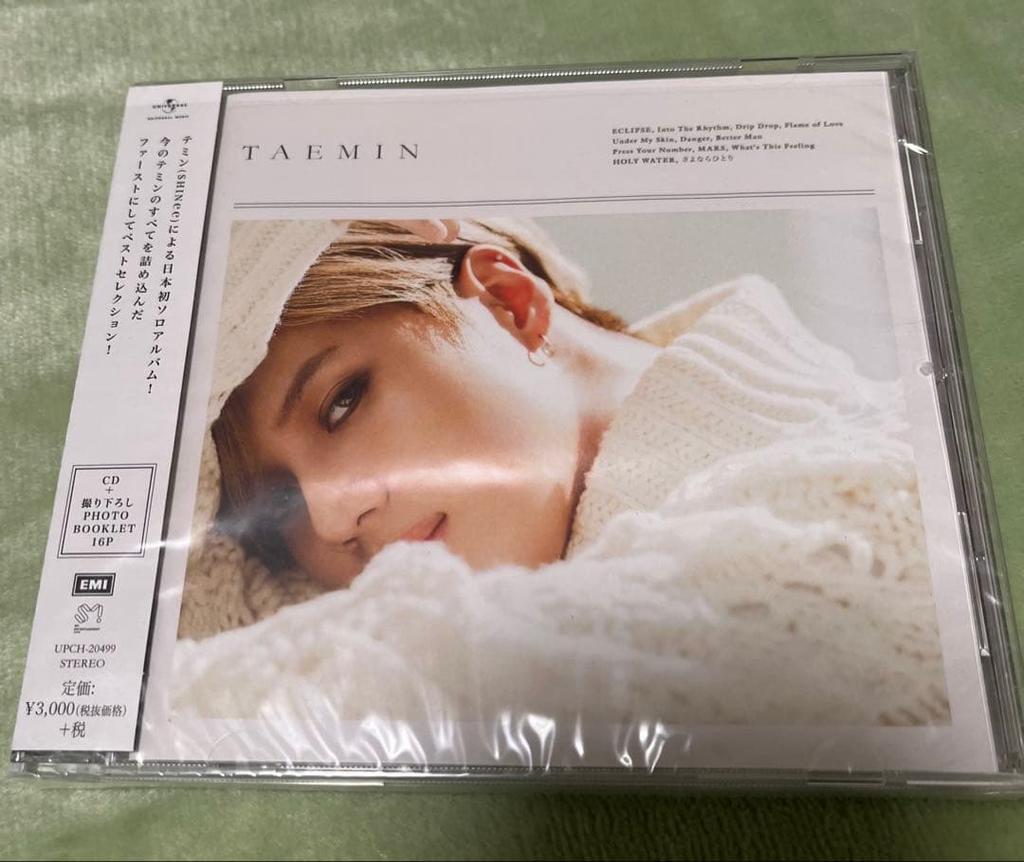 UNIVERSAL
UNIVERSAL MUSIC
テミン(SHINee)による日本初ソロアルバム!
今のテミンのすべてを詰め込んだ
ファーストにしてベストセレクション!
CD
+
撮り下ろし
PHOTO
BOOKLET
16P
EMI
SM
UPCH-20499
STEREO
定価:
¥3,000(税抜価格)
+税
TAEMIN
ECLIPSE, Into The Rhythm, Drip Drop, Flame of Love
Under My Skin, Danger, Better Man
Press Your Number, MARS, What's This Feeling
HOLY WATER, さよならひとり